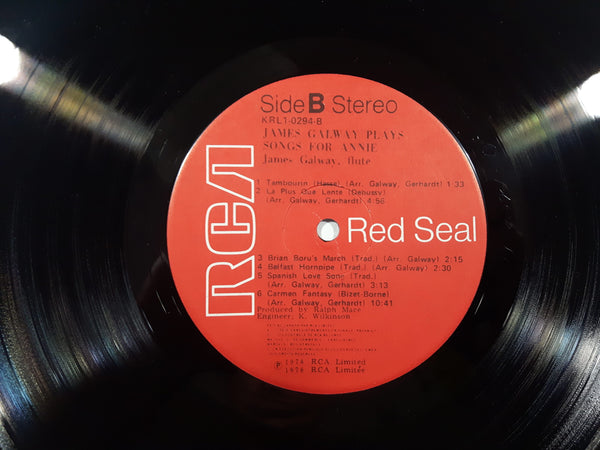 Side B Stereo
KRL1-0294-B
JAMES GALWAY PLAYS
SONGS FOR ANNIE
James Galway, flute
1 Tambourin (Hasse) (Arr. Galway, Gerhardt) 1:33
2 La Plus Que Lente (Debussy)
(Arr. Galway, Gerhardt) 4:56
RCA
Red Seal
3 Brian Boru's March (Trad.) (Arr. Galway) 2:15
4 Belfast Hornpipe (Trad.) (Arr. Galway) 2:30
5 Spanish Love Song (Trad.)
(Arr. Galway, Gerhardt) 3:13
6 Carmen Fantasy (Bizet-Borne)
(Arr. Galway, Gerhardt) 10:41
Produced by Ralph Mace
Engineer: K. Wilkinson
℗ 1978 RCA Limited
1978 RCA Limitée